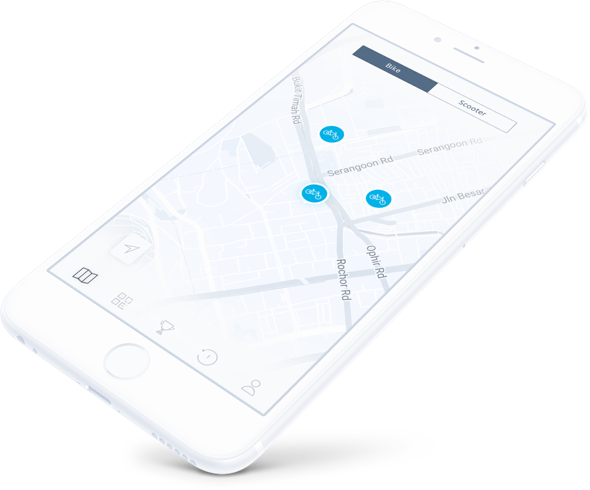 Bike
Scooter
Bukit Timah Rd
Serangoon Rd
Serangoon Rd
Jln Besar
Ophir Rd
Rochor Rd